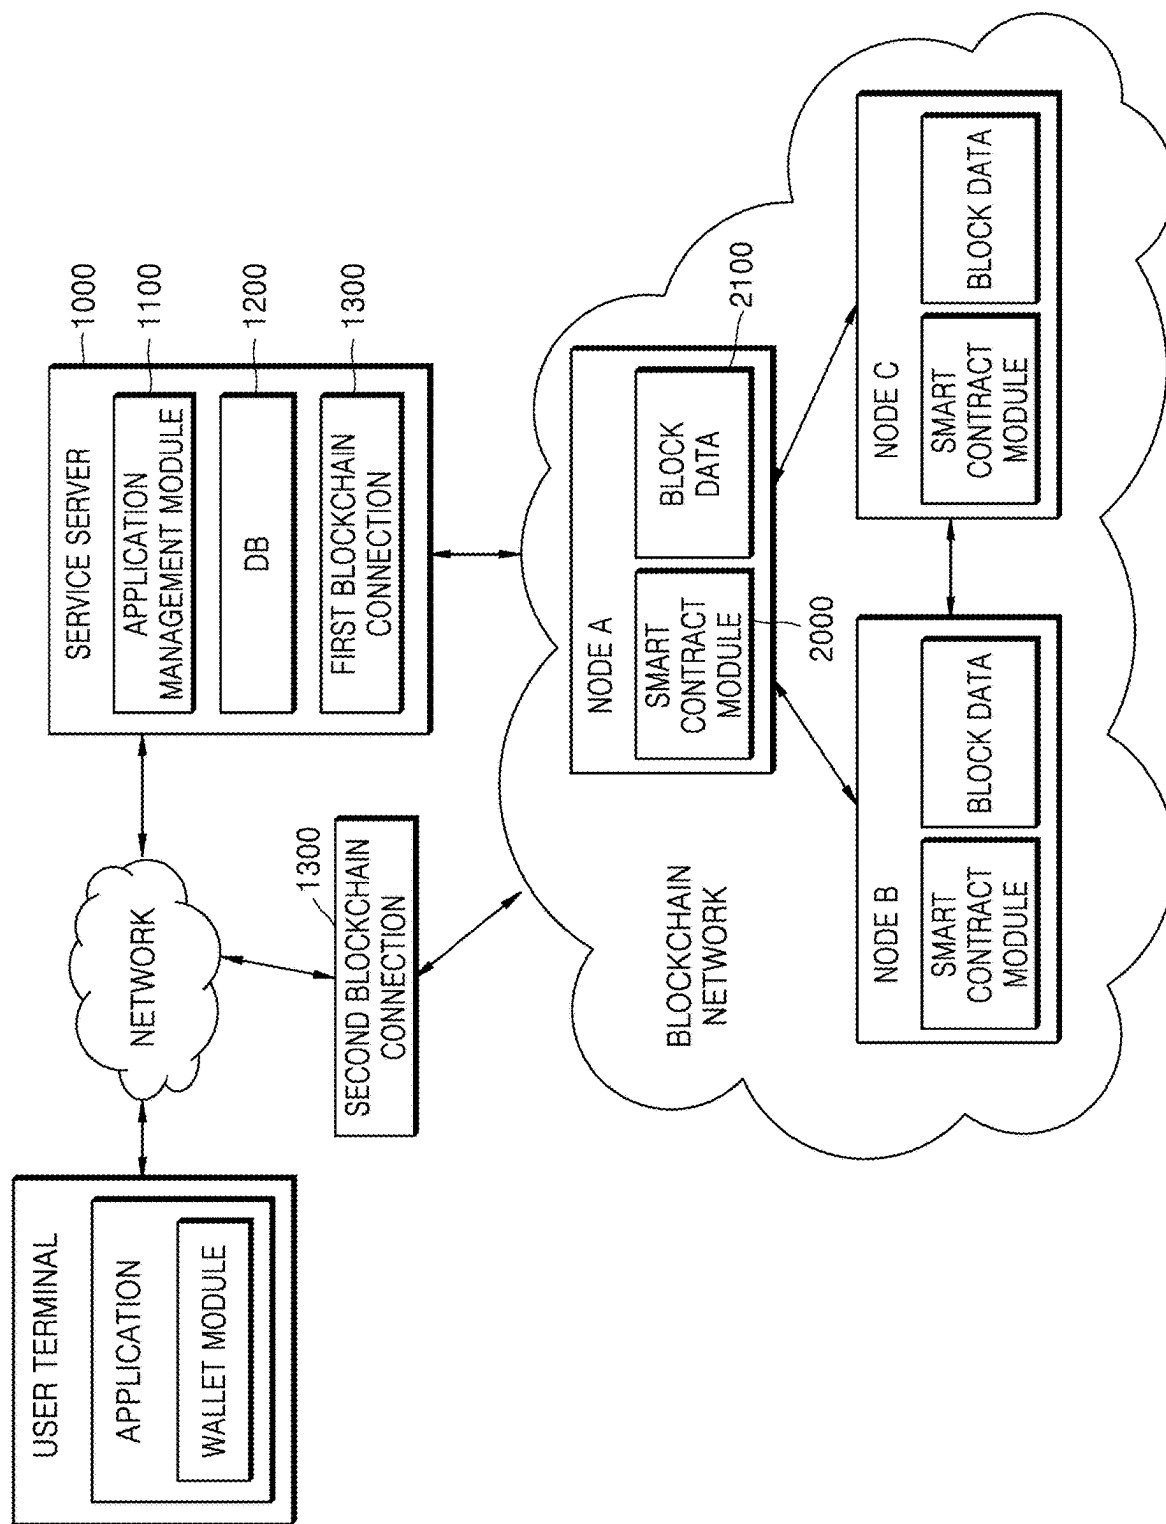 USER TERMINAL
APPLICATION
WALLET MODULE
NETWORK
SERVICE SERVER
1000
APPLICATION
MANAGEMENT MODULE
1100
DB
1200
FIRST BLOCKCHAIN
CONNECTION
1300
1300
SECOND BLOCKCHAIN
CONNECTION
BLOCKCHAIN
NETWORK
NODE A
SMART
CONTRACT
MODULE
2000
BLOCK
DATA
2100
NODE B
SMART
CONTRACT
MODULE
BLOCK DATA
NODE C
SMART
CONTRACT
MODULE
BLOCK DATA